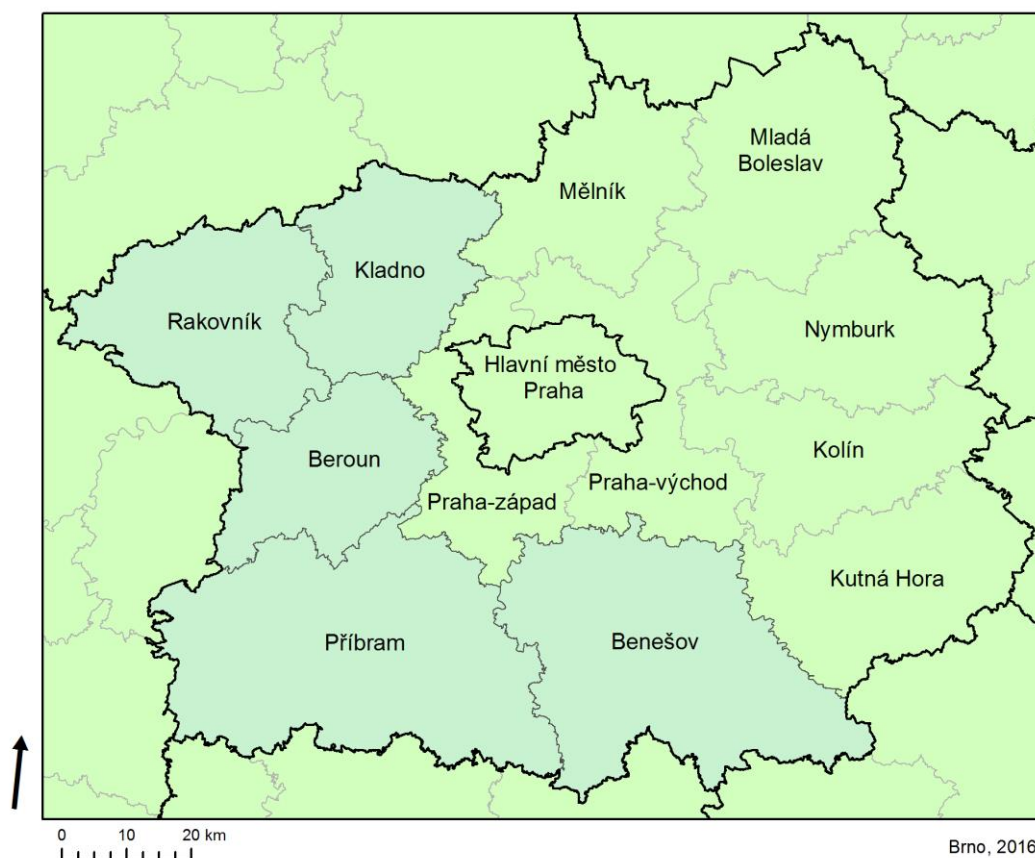 Mladá
Boleslav
Mělník
Kladno
Rakovník
Nymburk
Hlavní město
Praha
Kolín
Beroun
Praha-východ
Praha-západ
Kutná Hora
Příbram
Benešov
0 10 20 km
Brno, 2016